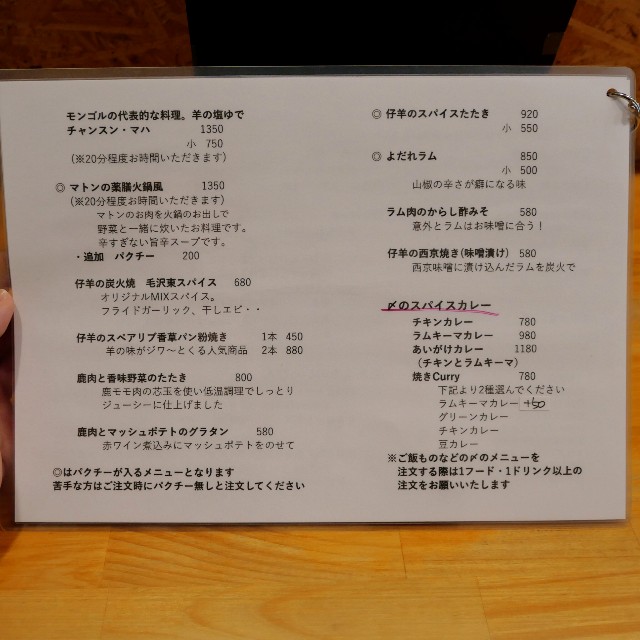 モンゴルの代表的な料理。羊の塩ゆで
チャンスン・マハ 1350
小 750
(※20分程度お時間いただきます)
◎ マトンの薬膳火鍋風 1350
(※20分程度お時間いただきます)
マトンのお肉を火鍋のお出しで
野菜と一緒に炊いたお料理です。
辛すぎない旨辛スープです。
・追加 パクチー 200
仔羊の炭火焼 毛沢東スパイス 680
オリジナルMIXスパイス。
フライドガーリック、干しエビ・・
仔羊のスペアリブ香草パン粉焼き 1本 450
羊の味がジワ〜とくる人気商品 2本 880
鹿肉と香味野菜のたたき 800
鹿モモ肉の芯玉を使い低温調理でしっとり
ジューシーに仕上げました
鹿肉とマッシュポテトのグラタン 580
赤ワイン煮込みにマッシュポテトをのせて
◎はパクチーが入るメニューとなります
苦手な方はご注文時にパクチー無しと注文してください
◎ 仔羊のスパイスたたき 920
小 550
◎ よだれラム 850
小 500
山椒の辛さが癖になる味
ラム肉のからし酢みそ 580
意外とラムはお味噌に合う！
仔羊の西京焼き(味噌漬け) 580
西京味噌に漬け込んだラムを炭火で
〆のスパイスカレー
チキンカレー 780
ラムキーマカレー 980
あいがけカレー 1180
(チキンとラムキーマ)
焼きCurry 780
下記より2種選んでください
ラムキーマカレー +50
グリーンカレー
チキンカレー
豆カレー
※ご飯ものなどの〆のメニューを
注文する際は1フード・1ドリンク以上の
注文をお願いいたします